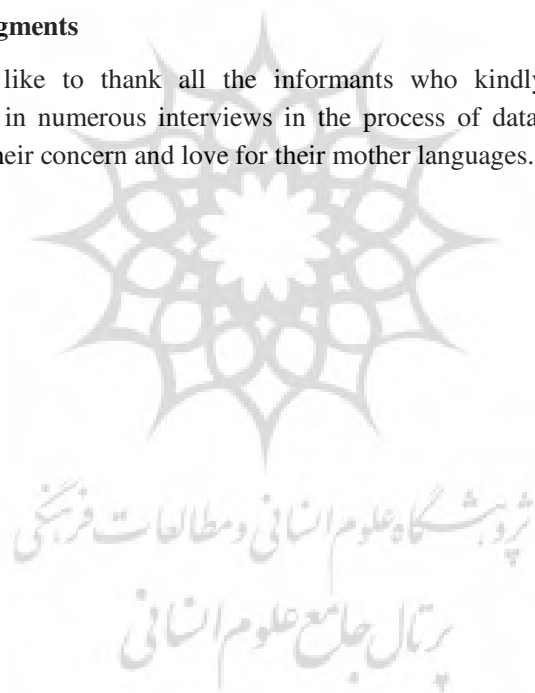 gments
like to thank all the informants who kindly
in numerous interviews in the process of data
heir concern and love for their mother languages.
پژوهشگاه علوم انسانی و مطالعات فرهنگی
پرتال جامع علوم انسانی